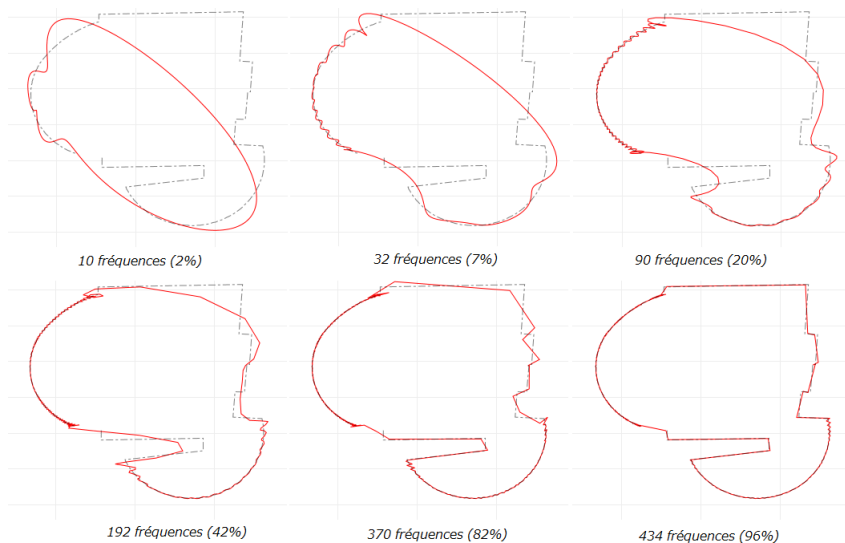 10 fréquences (2%)
32 fréquences (7%)
90 fréquences (20%)
192 fréquences (42%)
370 fréquences (82%)
434 fréquences (96%)